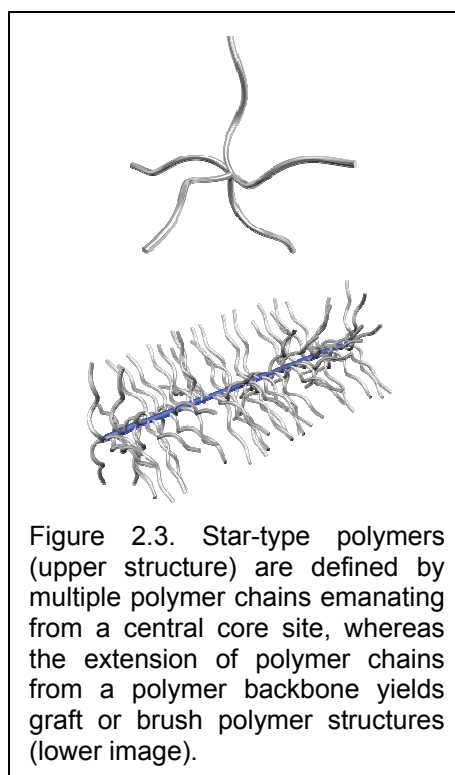 Figure 2.3. Star-type polymers
(upper structure) are defined by
multiple polymer chains emanating
from a central core site, whereas
the extension of polymer chains
from a polymer backbone yields
graft or brush polymer structures
(lower image).